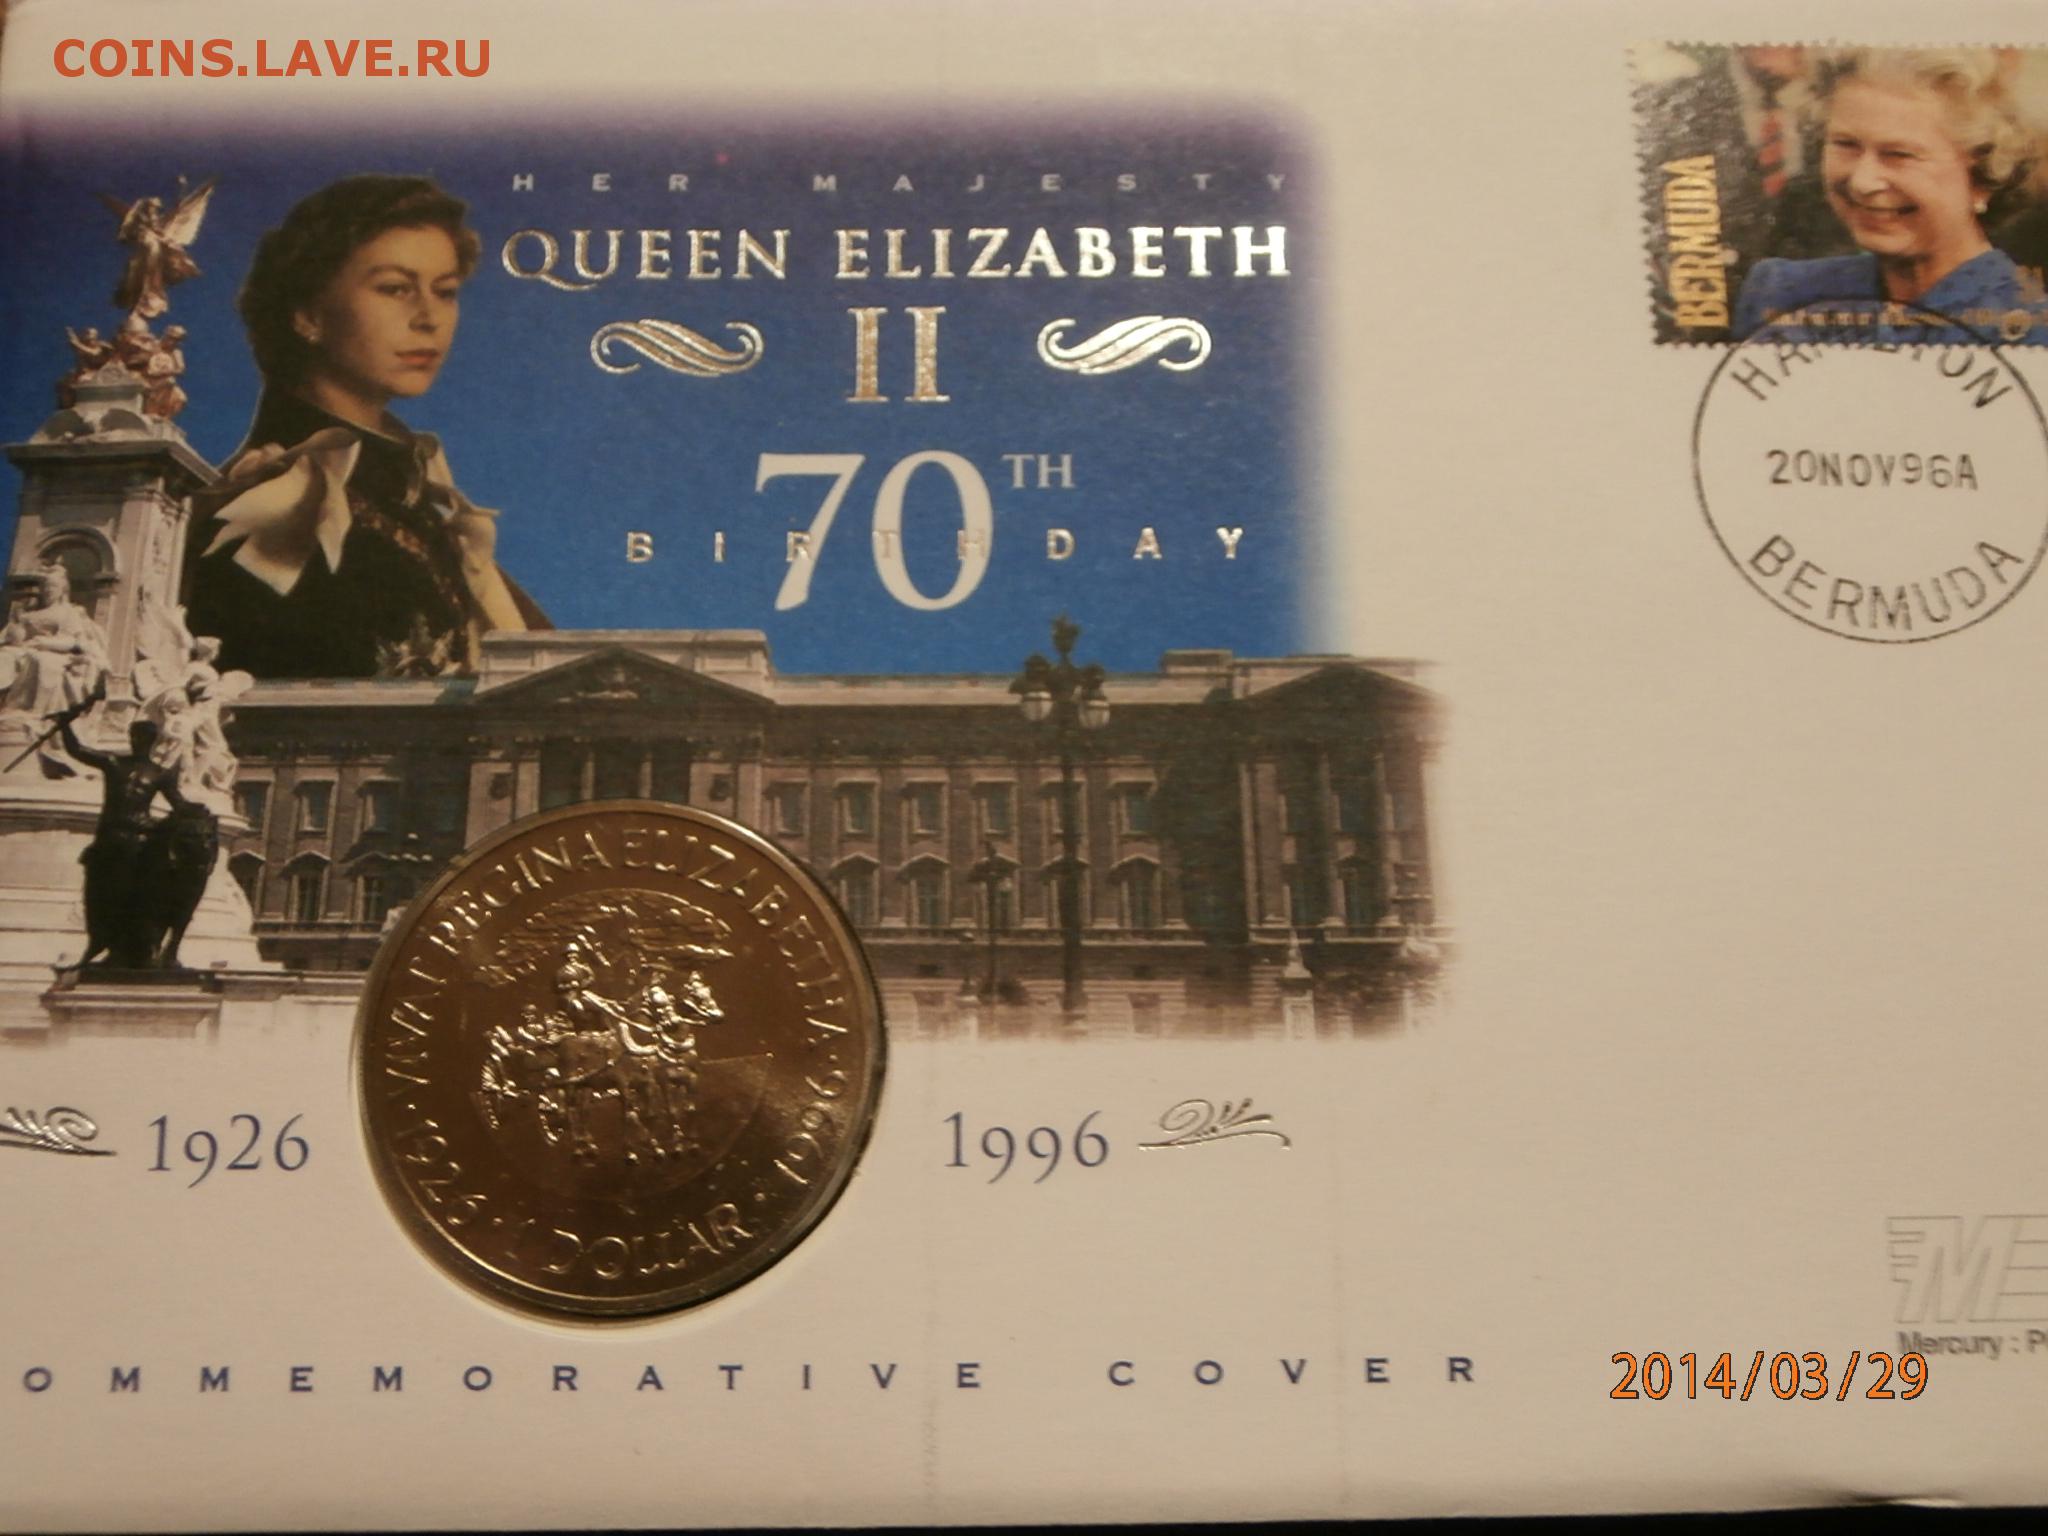 COINS.LAVE.RU
HER MAJESTY
QUEEN ELIZABETH
II
70TH
BIRTHDAY
BERMUDA
HAMILTON
20NOV96A
BERMUDA
·VIVAT REGINA ELIZABETHA·
1926 · 1 DOLLAR · 1996
1926
1996
OMMEMORATIVE COVER
Mercury:
2014/03/29